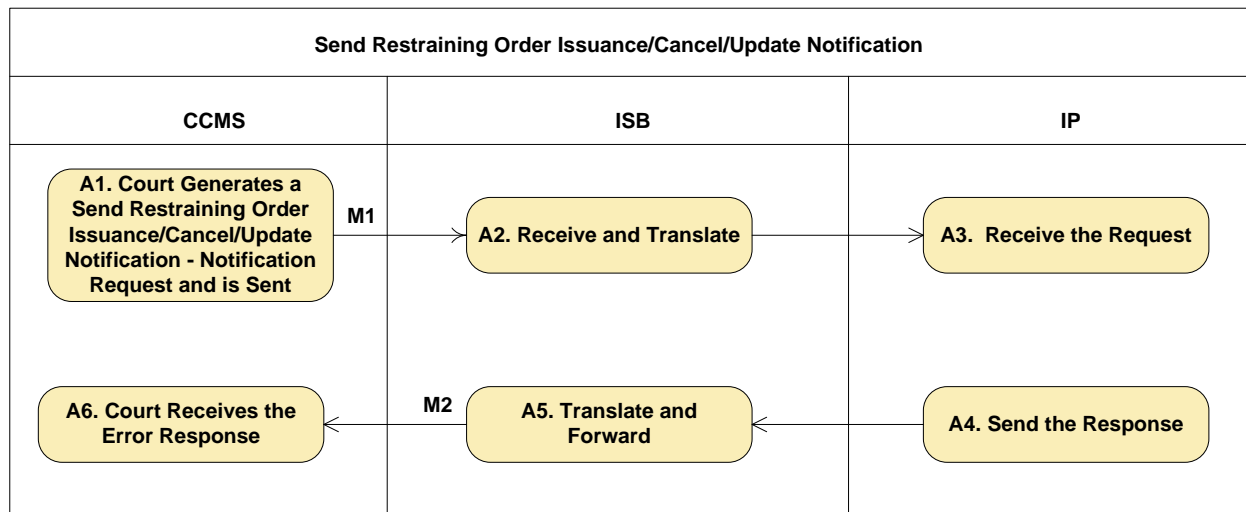 Send Restraining Order Issuance/Cancel/Update Notification
CCMS
ISB
IP
A1. Court Generates a
Send Restraining Order
Issuance/Cancel/Update
Notification - Notification
Request and is Sent
M1
A2. Receive and Translate
A3. Receive the Request
A6. Court Receives the
Error Response
M2
A5. Translate and
Forward
A4. Send the Response